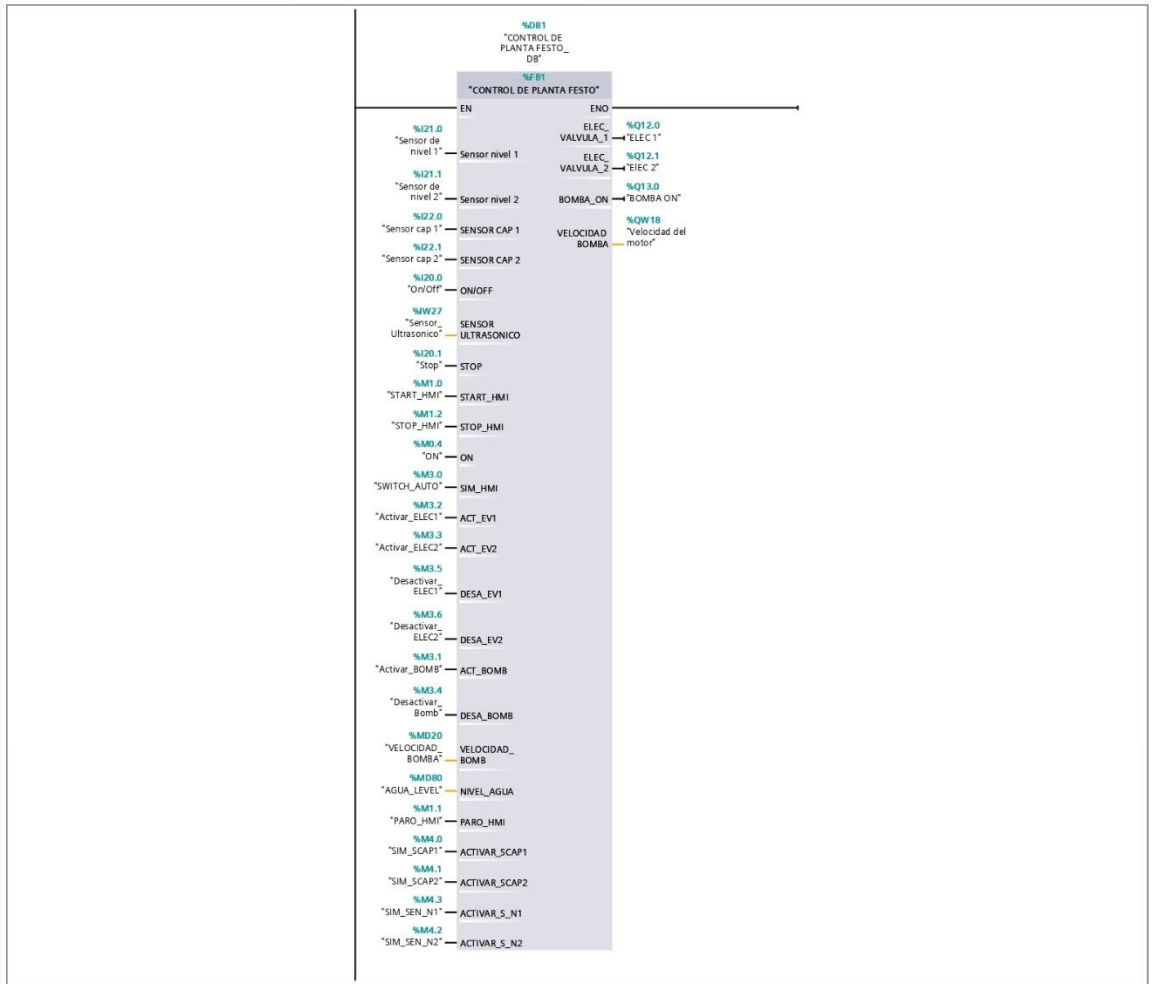 %DB1
"CONTROL DE
PLANTA FESTO_
DB"
%FB1
"CONTROL DE PLANTA FESTO"
EN
ENO
%I21.0
"Sensor de
nivel 1"
Sensor nivel 1
%I21.1
"Sensor de
nivel 2"
Sensor nivel 2
%I22.0
"Sensor cap 1"
SENSOR CAP 1
%I22.1
"Sensor cap 2"
SENSOR CAP 2
%I20.0
"On/Off"
ON/OFF
%IW27
"Sensor_
Ultrasonico"
SENSOR
ULTRASONICO
%I20.1
"Stop"
STOP
%M1.0
"START_HMI"
START_HMI
%M1.2
"STOP_HMI"
STOP_HMI
%M0.4
"ON"
ON
%M3.0
"SWITCH_AUTO"
SIM_HMI
%M3.2
"Activar_ELEC1"
ACT_EV1
%M3.3
"Activar_ELEC2"
ACT_EV2
%M3.5
"Desactivar_
ELEC1"
DESA_EV1
%M3.6
"Desactivar_
ELEC2"
DESA_EV2
%M3.1
"Activar_BOMB"
ACT_BOMB
%M3.4
"Desactivar_
Bomb"
DESA_BOMB
%MD20
"VELOCIDAD_
BOMBA"
VELOCIDAD_
BOMB
%MD80
"AGUA_LEVEL"
NIVEL_AGUA
%M1.1
"PARO_HMI"
PARO_HMI
%M4.0
"SIM_SCAP1"
ACTIVAR_SCAP1
%M4.1
"SIM_SCAP2"
ACTIVAR_SCAP2
%M4.3
"SIM_SEN_N1"
ACTIVAR_S_N1
%M4.2
"SIM_SEN_N2"
ACTIVAR_S_N2
ELEC_
VALVULA_1
%Q12.0
"ELEC 1"
ELEC_
VALVULA_2
%Q12.1
"ElEC 2"
BOMBA_ON
%Q13.0
"BOMBA ON"
VELOCIDAD
BOMBA
%QW18
"Velocidad del
motor"